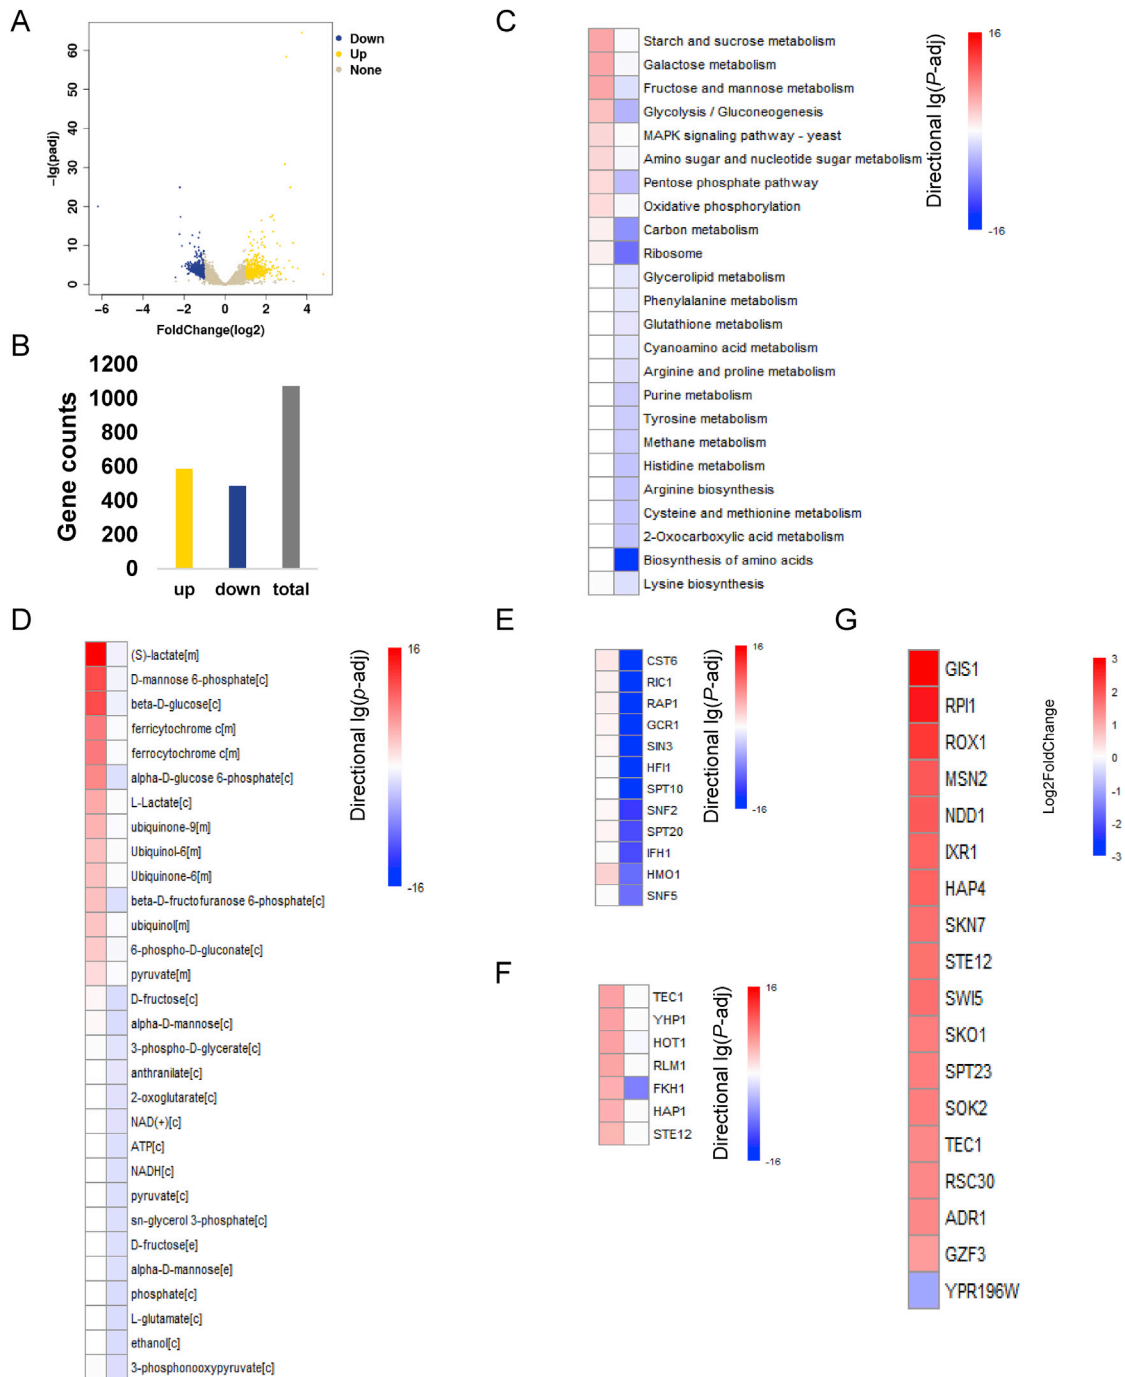 A
60
50
40
30
20
10
0
-lg(padj)
−6
−4
−2
0
2
4
FoldChange(log2)
Down
Up
None
B
1200
1000
800
600
400
200
0
Gene counts
up
down
total
C
Starch and sucrose metabolism
Galactose metabolism
Fructose and mannose metabolism
Glycolysis / Gluconeogenesis
MAPK signaling pathway - yeast
Amino sugar and nucleotide sugar metabolism
Pentose phosphate pathway
Oxidative phosphorylation
Carbon metabolism
Ribosome
Glycerolipid metabolism
Phenylalanine metabolism
Glutathione metabolism
Cyanoamino acid metabolism
Arginine and proline metabolism
Purine metabolism
Tyrosine metabolism
Methane metabolism
Histidine metabolism
Arginine biosynthesis
Cysteine and methionine metabolism
2-Oxocarboxylic acid metabolism
Biosynthesis of amino acids
Lysine biosynthesis
Directional lg(P-adj)
16
-16
D
(S)-lactate[m]
D-mannose 6-phosphate[c]
beta-D-glucose[c]
ferricytochrome c[m]
ferrocytochrome c[m]
alpha-D-glucose 6-phosphate[c]
L-Lactate[c]
ubiquinone-9[m]
Ubiquinol-6[m]
Ubiquinone-6[m]
beta-D-fructofuranose 6-phosphate[c]
ubiquinol[m]
6-phospho-D-gluconate[c]
pyruvate[m]
D-fructose[c]
alpha-D-mannose[c]
3-phospho-D-glycerate[c]
anthranilate[c]
2-oxoglutarate[c]
NAD(+)[c]
ATP[c]
NADH[c]
pyruvate[c]
sn-glycerol 3-phosphate[c]
D-fructose[e]
alpha-D-mannose[e]
phosphate[c]
L-glutamate[c]
ethanol[c]
3-phosphonooxypyruvate[c]
Directional lg(p-adj)
16
-16
E
CST6
RIC1
RAP1
GCR1
SIN3
HFI1
SPT10
SNF2
SPT20
IFH1
HMO1
SNF5
Directional lg(P-adj)
16
-16
F
TEC1
YHP1
HOT1
RLM1
FKH1
HAP1
STE12
Directional lg(P-adj)
16
-16
G
GIS1
RPI1
ROX1
MSN2
NDD1
IXR1
HAP4
SKN7
STE12
SWI5
SKO1
SPT23
SOK2
TEC1
RSC30
ADR1
GZF3
YPR196W
Log2FoldChange
3
2
1
0
-1
-2
-3